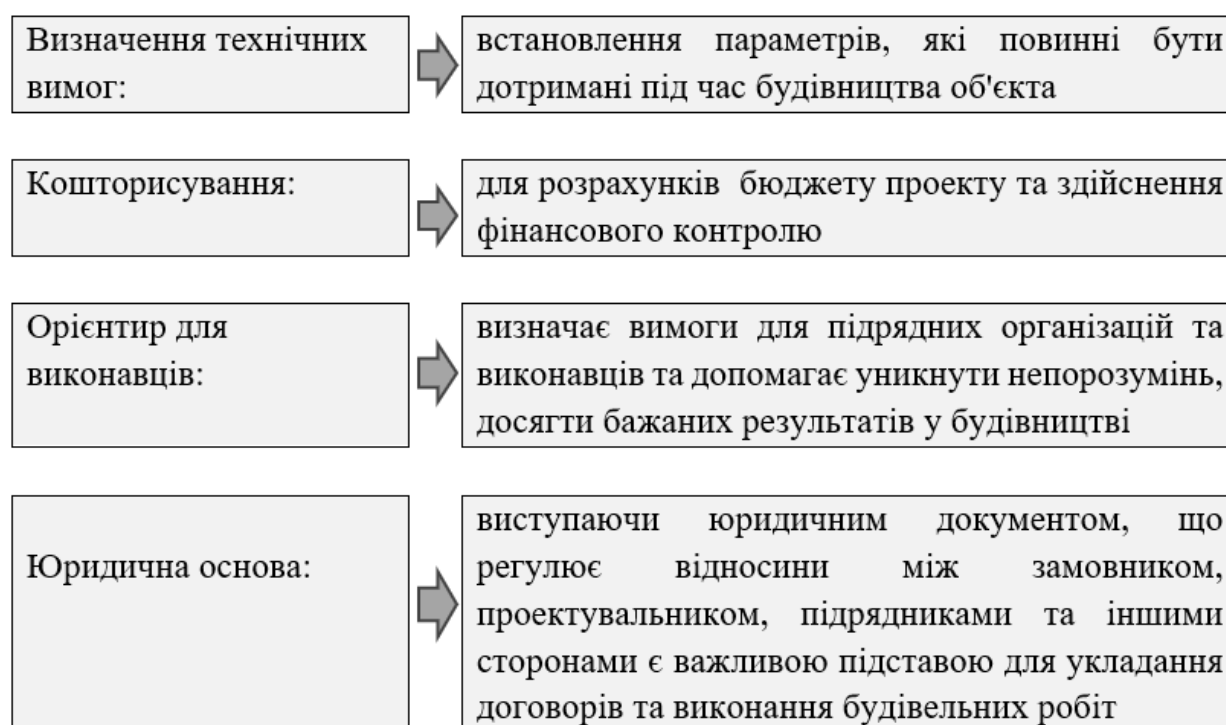 Визначення технічних
вимог:
встановлення параметрів, які повинні бути
дотримані під час будівництва об'єкта
Кошторисування:
для розрахунків бюджету проекту та здійснення
фінансового контролю
Орієнтир для
виконавців:
визначає вимоги для підрядних організацій та
виконавців та допомагає уникнути непорозумінь,
досягти бажаних результатів у будівництві
Юридична основа:
виступаючи юридичним документом, що
регулює відносини між замовником,
проектувальником, підрядниками та іншими
сторонами є важливою підставою для укладання
договорів та виконання будівельних робіт